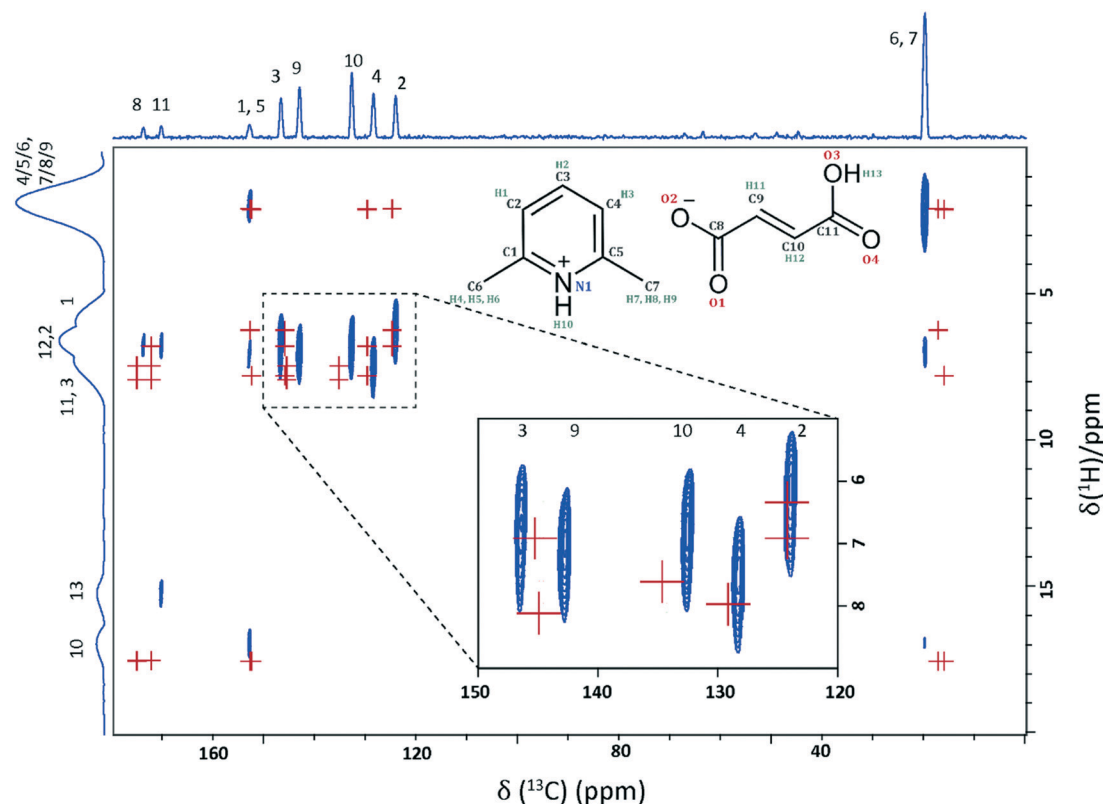 6, 7
10
9
3
4
2
8
11
1, 5
4/5/6,
7/8/9
1
12,2
11, 3
13
10
O3
OH
H13
H2
C3
H1
H3
C2
C4
C1
C5
+
N
N1
H
H10
C6
H4, H5, H6
C7
H7, H8, H9
O2
−
O
H11
C9
C8
C10
H12
C11
O
O1
O
O4
5
10
15
δ(¹H)/ppm
3
9
10
4
2
6
7
8
150
140
130
120
160
120
80
40
δ (¹³C) (ppm)